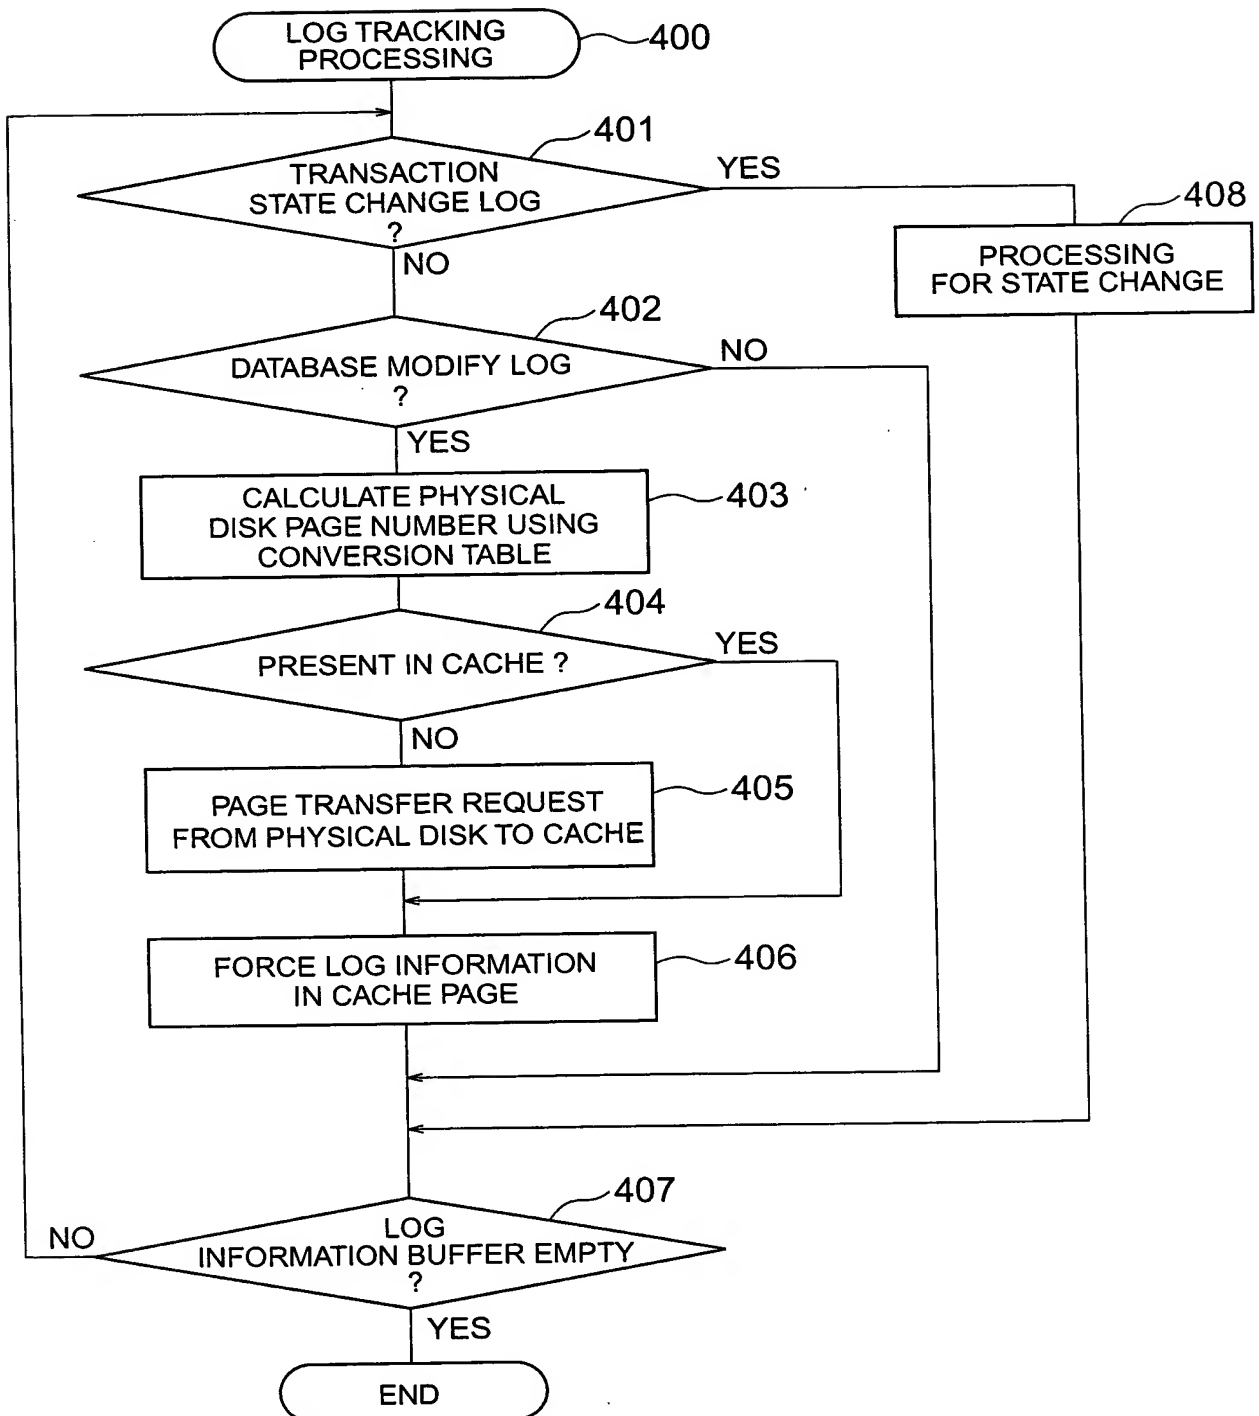 LOG TRACKING
PROCESSING
400
401
TRANSACTION
STATE CHANGE LOG
?
YES
408
PROCESSING
FOR STATE CHANGE
NO
402
DATABASE MODIFY LOG
?
NO
YES
403
CALCULATE PHYSICAL
DISK PAGE NUMBER USING
CONVERSION TABLE
404
PRESENT IN CACHE ?
YES
NO
405
PAGE TRANSFER REQUEST
FROM PHYSICAL DISK TO CACHE
406
FORCE LOG INFORMATION
IN CACHE PAGE
407
LOG
INFORMATION BUFFER EMPTY
?
NO
YES
END